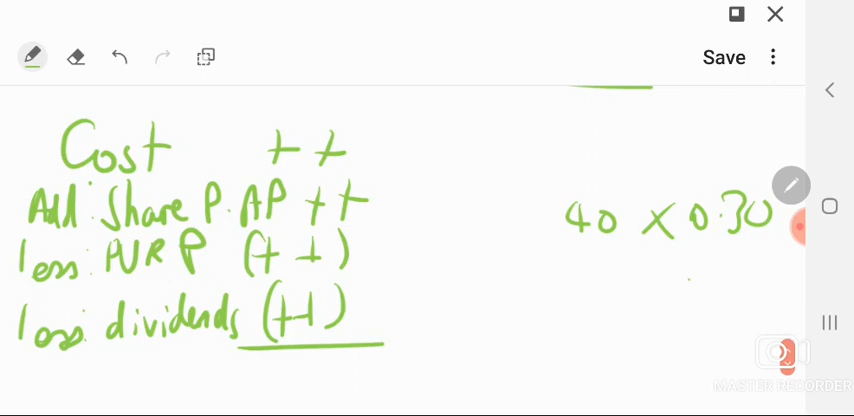 Save
Cost ++
Add: Share P. AP ++
less: PURP (++)
less: dividends (++)
40 × 0.30
MASTER RECORDER